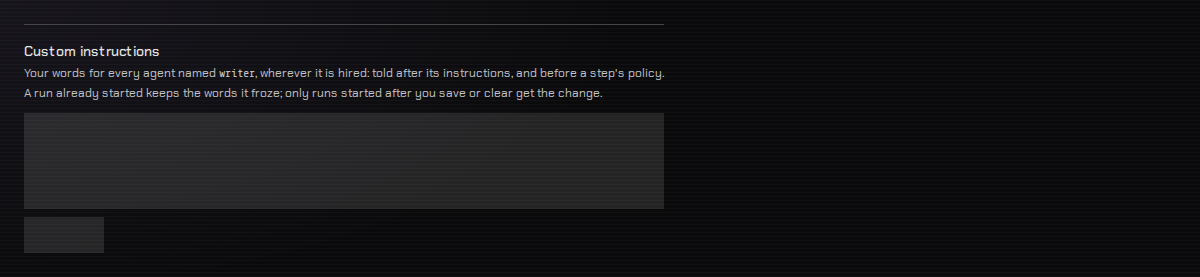 Custom instructions
Your words for every agent named writer, wherever it is hired: told after its instructions, and before a step's policy.
A run already started keeps the words it froze; only runs started after you save or clear get the change.